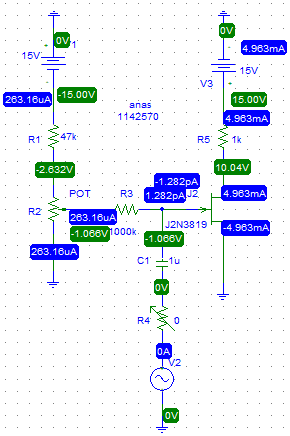 0V
V1
15V
-15.00V
263.16uA
R1
47k
-2.632V
POT
R2
263.16uA
-1.066V
263.16uA
anas
1142570
R3
1000k
-1.282pA
1.282pA
J2
J2N3819
-1.066V
C1
1u
0V
R4
0
0A
V2
0V
0V
4.963mA
V3
15V
15.00V
4.963mA
R5
1k
10.04V
4.963mA
-4.963mA